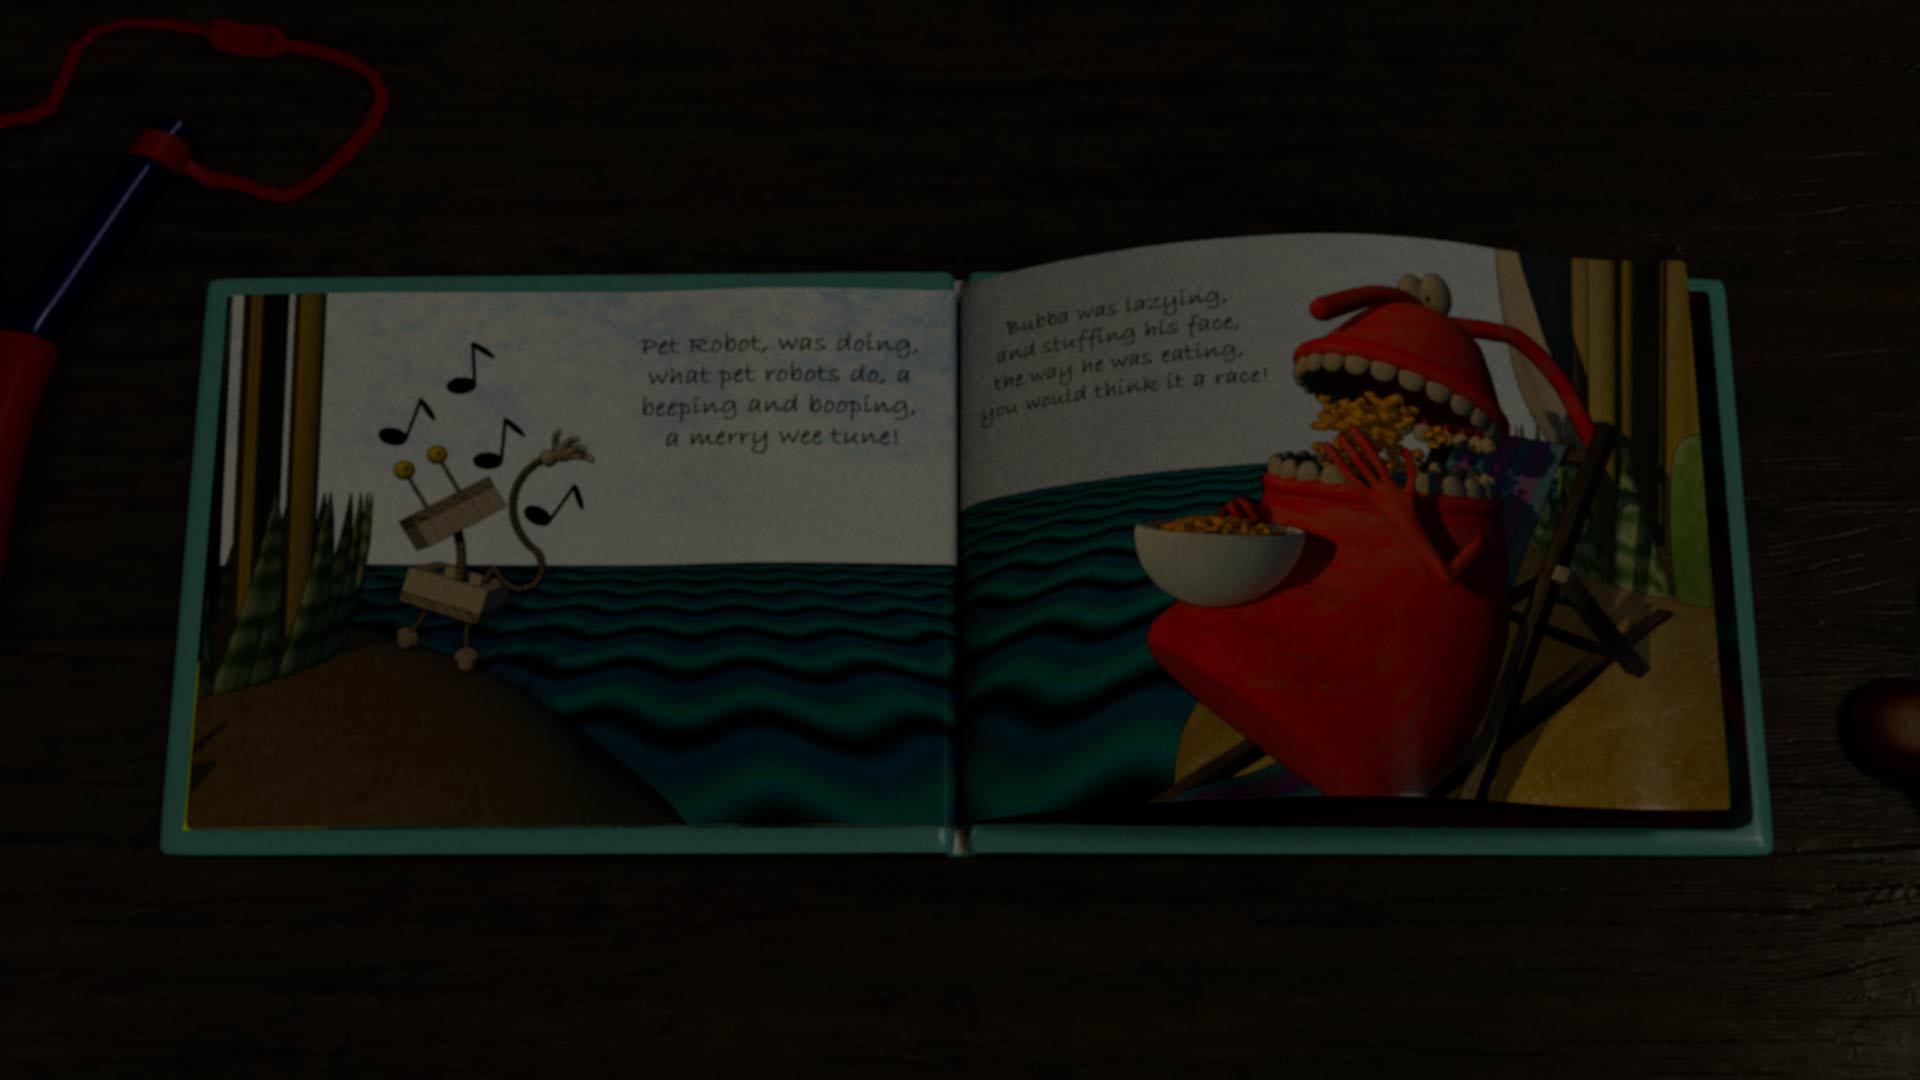 Pet Robot, was doing,
what pet robots do, a
beeping and booping,
a merry wee tune!
Bubba was lazying,
and stuffing his face,
the way he was eating,
you would think it a race!